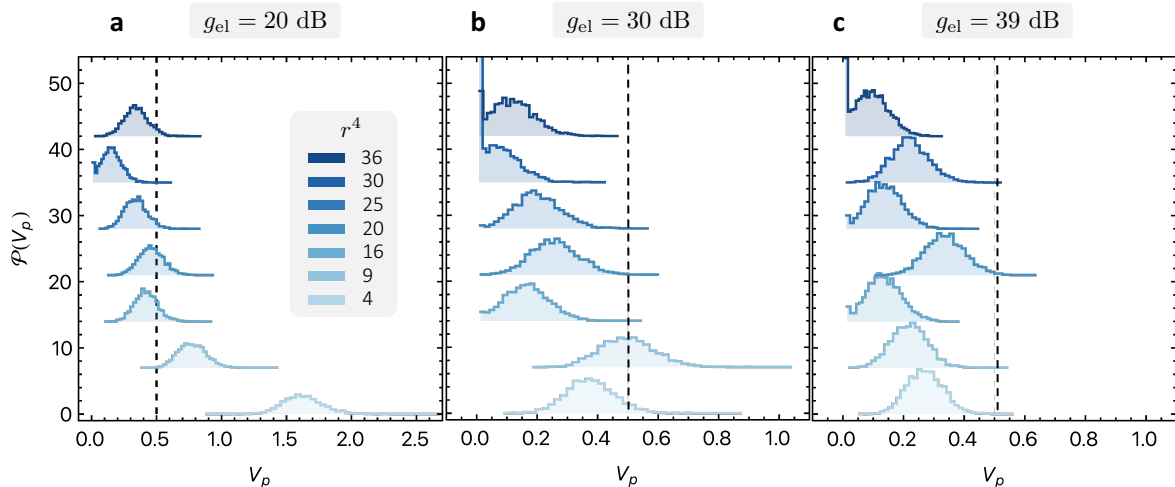 a g_el = 20 dB
b g_el = 30 dB
c g_el = 39 dB
𝒫(V_p)
50
40
30
20
10
0
r^4
36
30
25
20
16
9
4
0.0 0.5 1.0 1.5 2.0 2.5
0.0 0.2 0.4 0.6 0.8 1.0
0.0 0.2 0.4 0.6 0.8 1.0
V_p
V_p
V_p